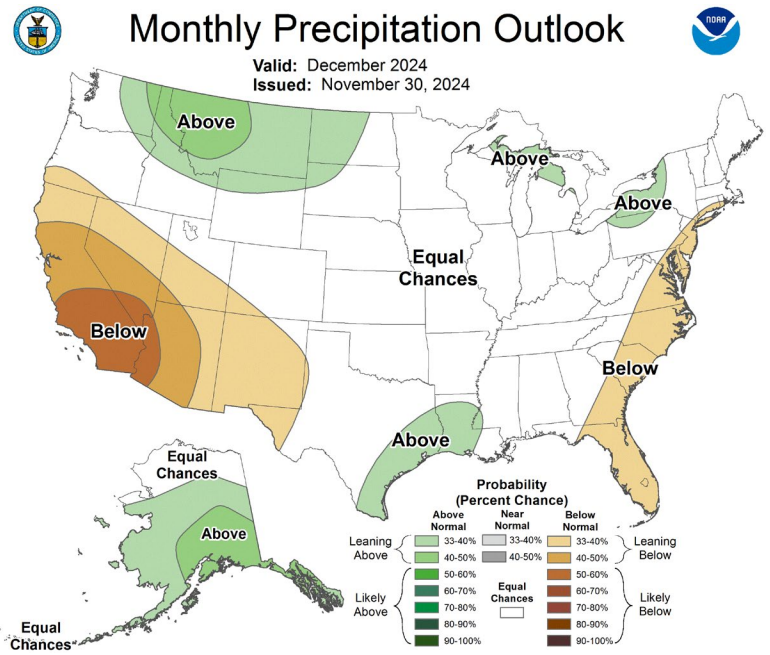 Monthly Precipitation Outlook
Valid: December 2024
Issued: November 30, 2024
NOAA
Above
Above
Above
Equal
Chances
Below
Below
Above
Equal
Chances
Above
Equal
Chances
Probability
(Percent Chance)
Above
Normal
Near
Normal
Below
Normal
Leaning
Above
33-40%
33-40%
33-40%
Leaning
Below
40-50%
40-50%
40-50%
50-60%
50-60%
60-70%
Equal
Chances
60-70%
Likely
Above
70-80%
70-80%
Likely
Below
80-90%
80-90%
90-100%
90-100%